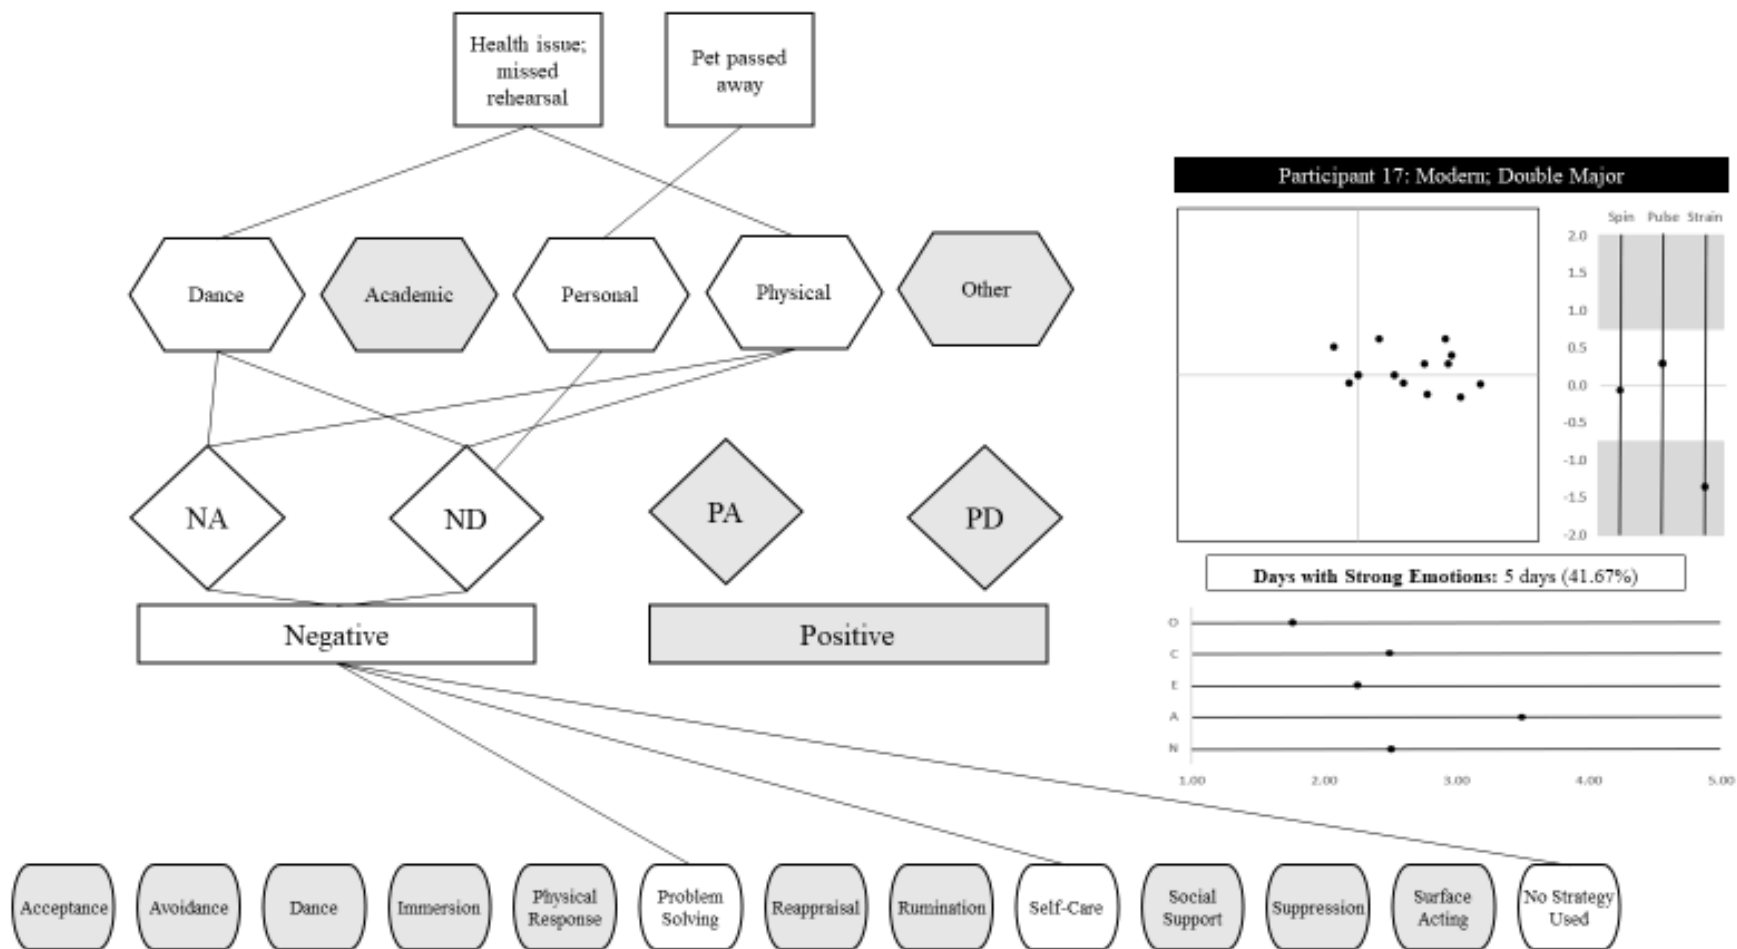 Health issue;
missed
rehearsal
Pet passed
away
Participant 17: Modern; Double Major
Spin Pulse Strain
2.0
1.5
1.0
0.5
0.0
-0.5
-1.0
-1.5
-2.0
Dance
Academic
Personal
Physical
Other
NA
ND
PA
PD
Days with Strong Emotions: 5 days (41.67%)
Negative
Positive
O
C
E
A
N
1.00 2.00 3.00 4.00 5.00
Acceptance
Avoidance
Dance
Immersion
Physical
Response
Problem
Solving
Reappraisal
Rumination
Self-Care
Social
Support
Suppression
Surface
Acting
No Strategy
Used